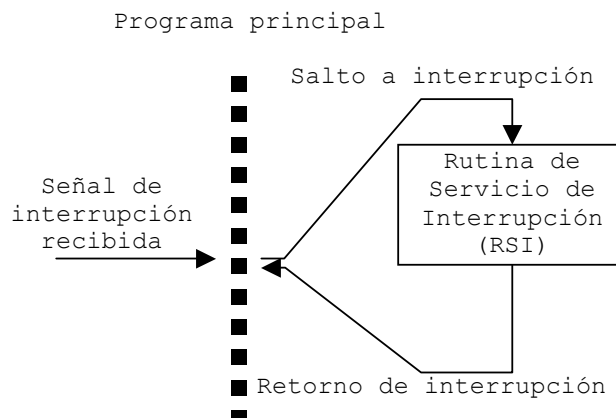 Programa principal
Salto a interrupción
Rutina de
Servicio de
Interrupción
(RSI)
Señal de
interrupción
recibida
Retorno de interrupción